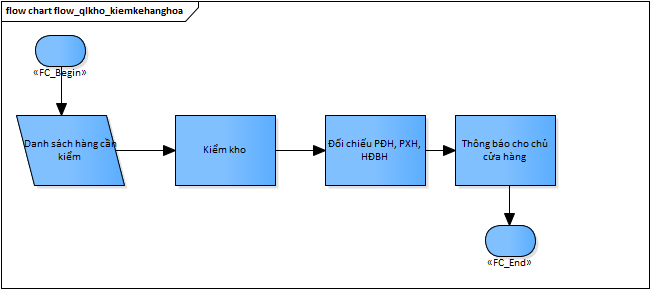 flow chart flow_qlkho_kiemkehanghoa
«FC_Begin»
Danh sách hàng cần
kiểm
Kiểm kho
Đối chiếu PĐH, PXH,
HĐBH
Thông báo cho chủ
cửa hàng
«FC_End»